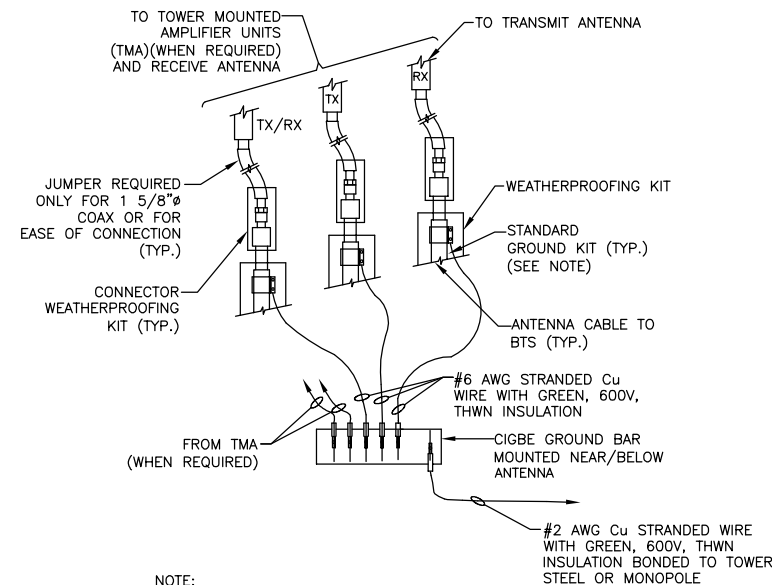 TO TOWER MOUNTED
AMPLIFIER UNITS
(TMA)(WHEN REQUIRED)
AND RECEIVE ANTENNA
TO TRANSMIT ANTENNA
RX
TX
TX/RX
JUMPER REQUIRED
ONLY FOR 1 5/8"ø
COAX OR FOR
EASE OF CONNECTION
(TYP.)
WEATHERPROOFING KIT
STANDARD
GROUND KIT (TYP.)
(SEE NOTE)
CONNECTOR
WEATHERPROOFING
KIT (TYP.)
ANTENNA CABLE TO
BTS (TYP.)
#6 AWG STRANDED Cu
WIRE WITH GREEN, 600V,
THWN INSULATION
FROM TMA
(WHEN REQUIRED)
CIGBE GROUND BAR
MOUNTED NEAR/BELOW
ANTENNA
#2 AWG Cu STRANDED WIRE
WITH GREEN, 600V, THWN
INSULATION BONDED TO TOWER
STEEL OR MONOPOLE
NOTE: